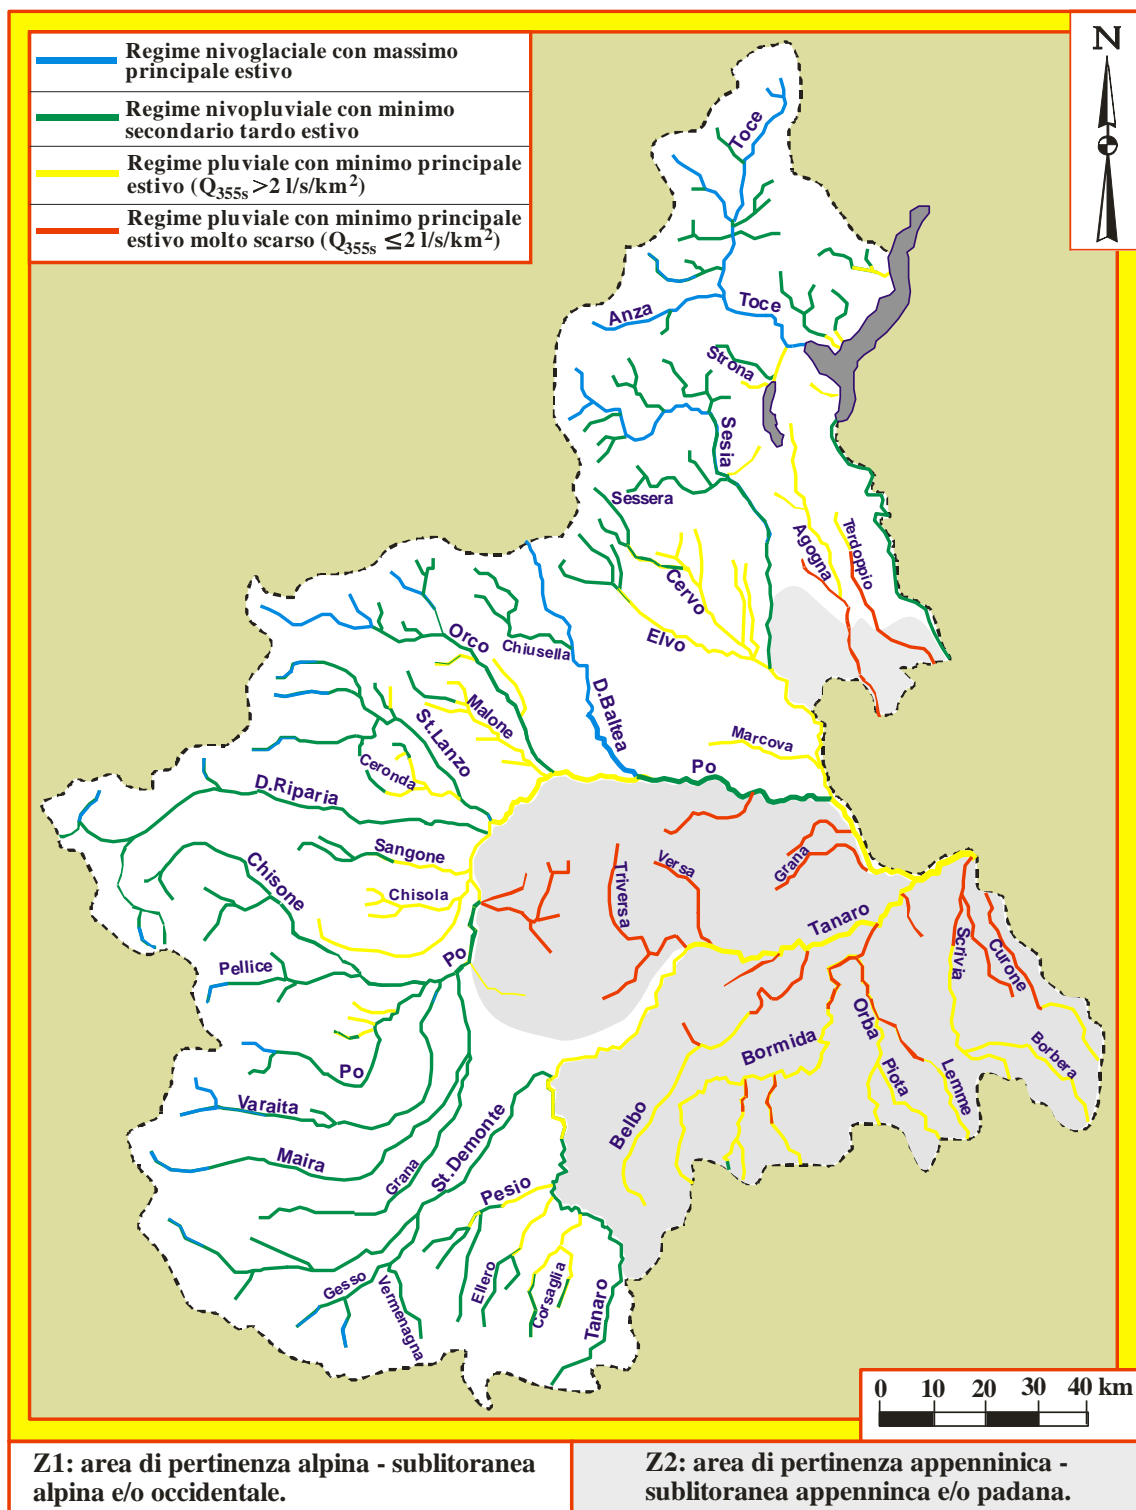 Regime nivoglaciale con massimo
principale estivo
Regime nivopluviale con minimo
secondario tardo estivo
Regime pluviale con minimo principale
estivo (Q355s >2 l/s/km2)
Regime pluviale con minimo principale
estivo molto scarso (Q355s ≤2 l/s/km2)
N
Toce
Anza
Toce
Strona
Sesia
Sessera
Agogna
Terdoppio
Cervo
Elvo
Orco
Chiusella
D.Baltea
Malone
St.Lanzo
Ceronda
Marcova
Po
D.Riparia
Sangone
Chisone
Chisola
Triversa
Versa
Grana
Tanaro
Po
Pellice
Scrivia
Curone
Orba
Borbera
Bormida
Piota
Lemme
Po
Varaita
Belbo
Maira
Grana
St.Demonte
Pesio
Gesso
Vermenagna
Ellero
Corsaglia
Tanaro
0 10 20 30 40 km
Z1: area di pertinenza alpina - sublitoranea
alpina e/o occidentale.
Z2: area di pertinenza appenninica -
sublitoranea appenninca e/o padana.